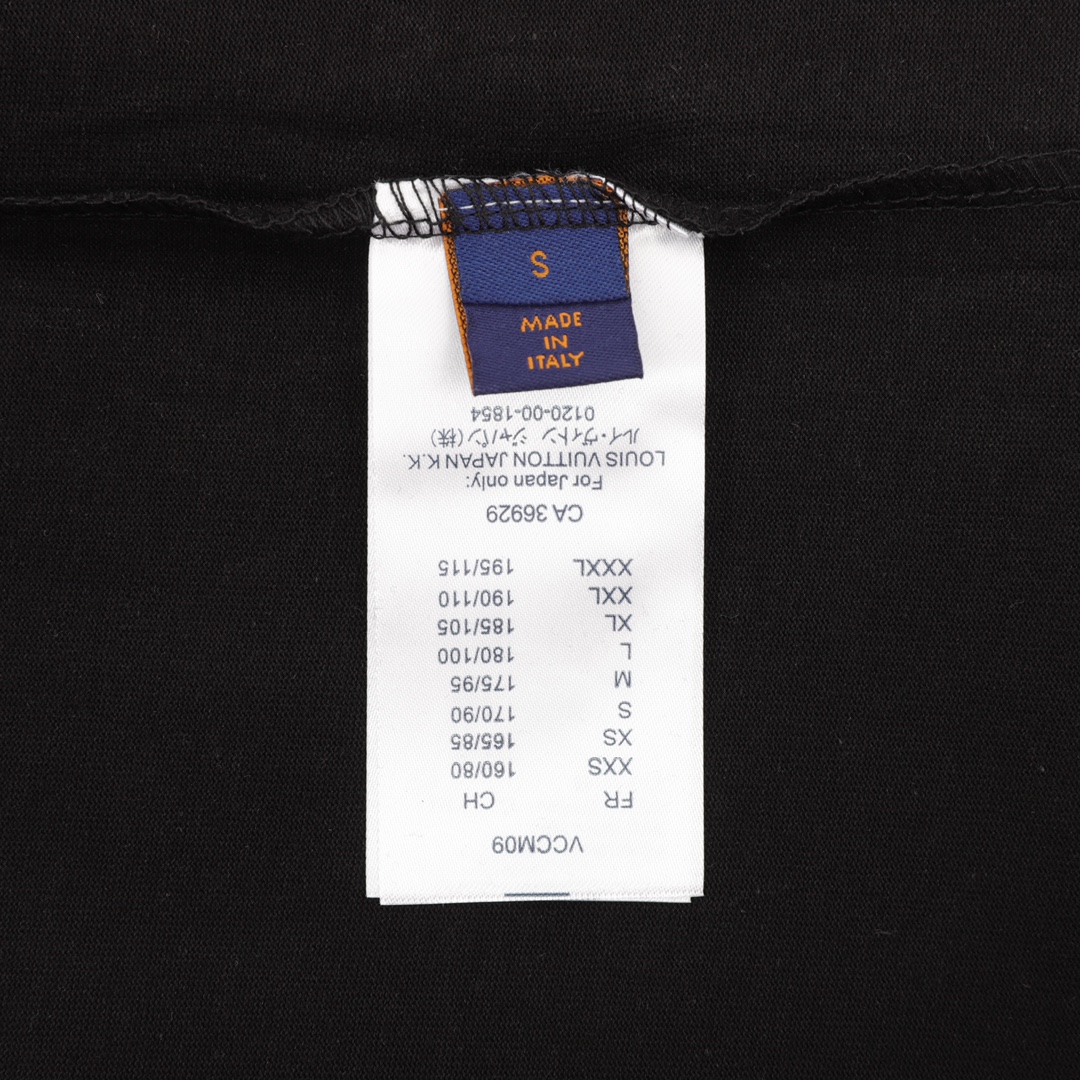 S
MADE
IN
ITALY
VCCM09
FR CH
XXS 160/80
XS 165/85
S 170/90
M 175/95
L 180/100
XL 185/105
XXL 190/110
XXXL 195/115
CA 36929
For Japan only:
LOUIS VUITTON JAPAN K.K.
ルイ・ヴィトン ジャパン(株)
0120-00-1854